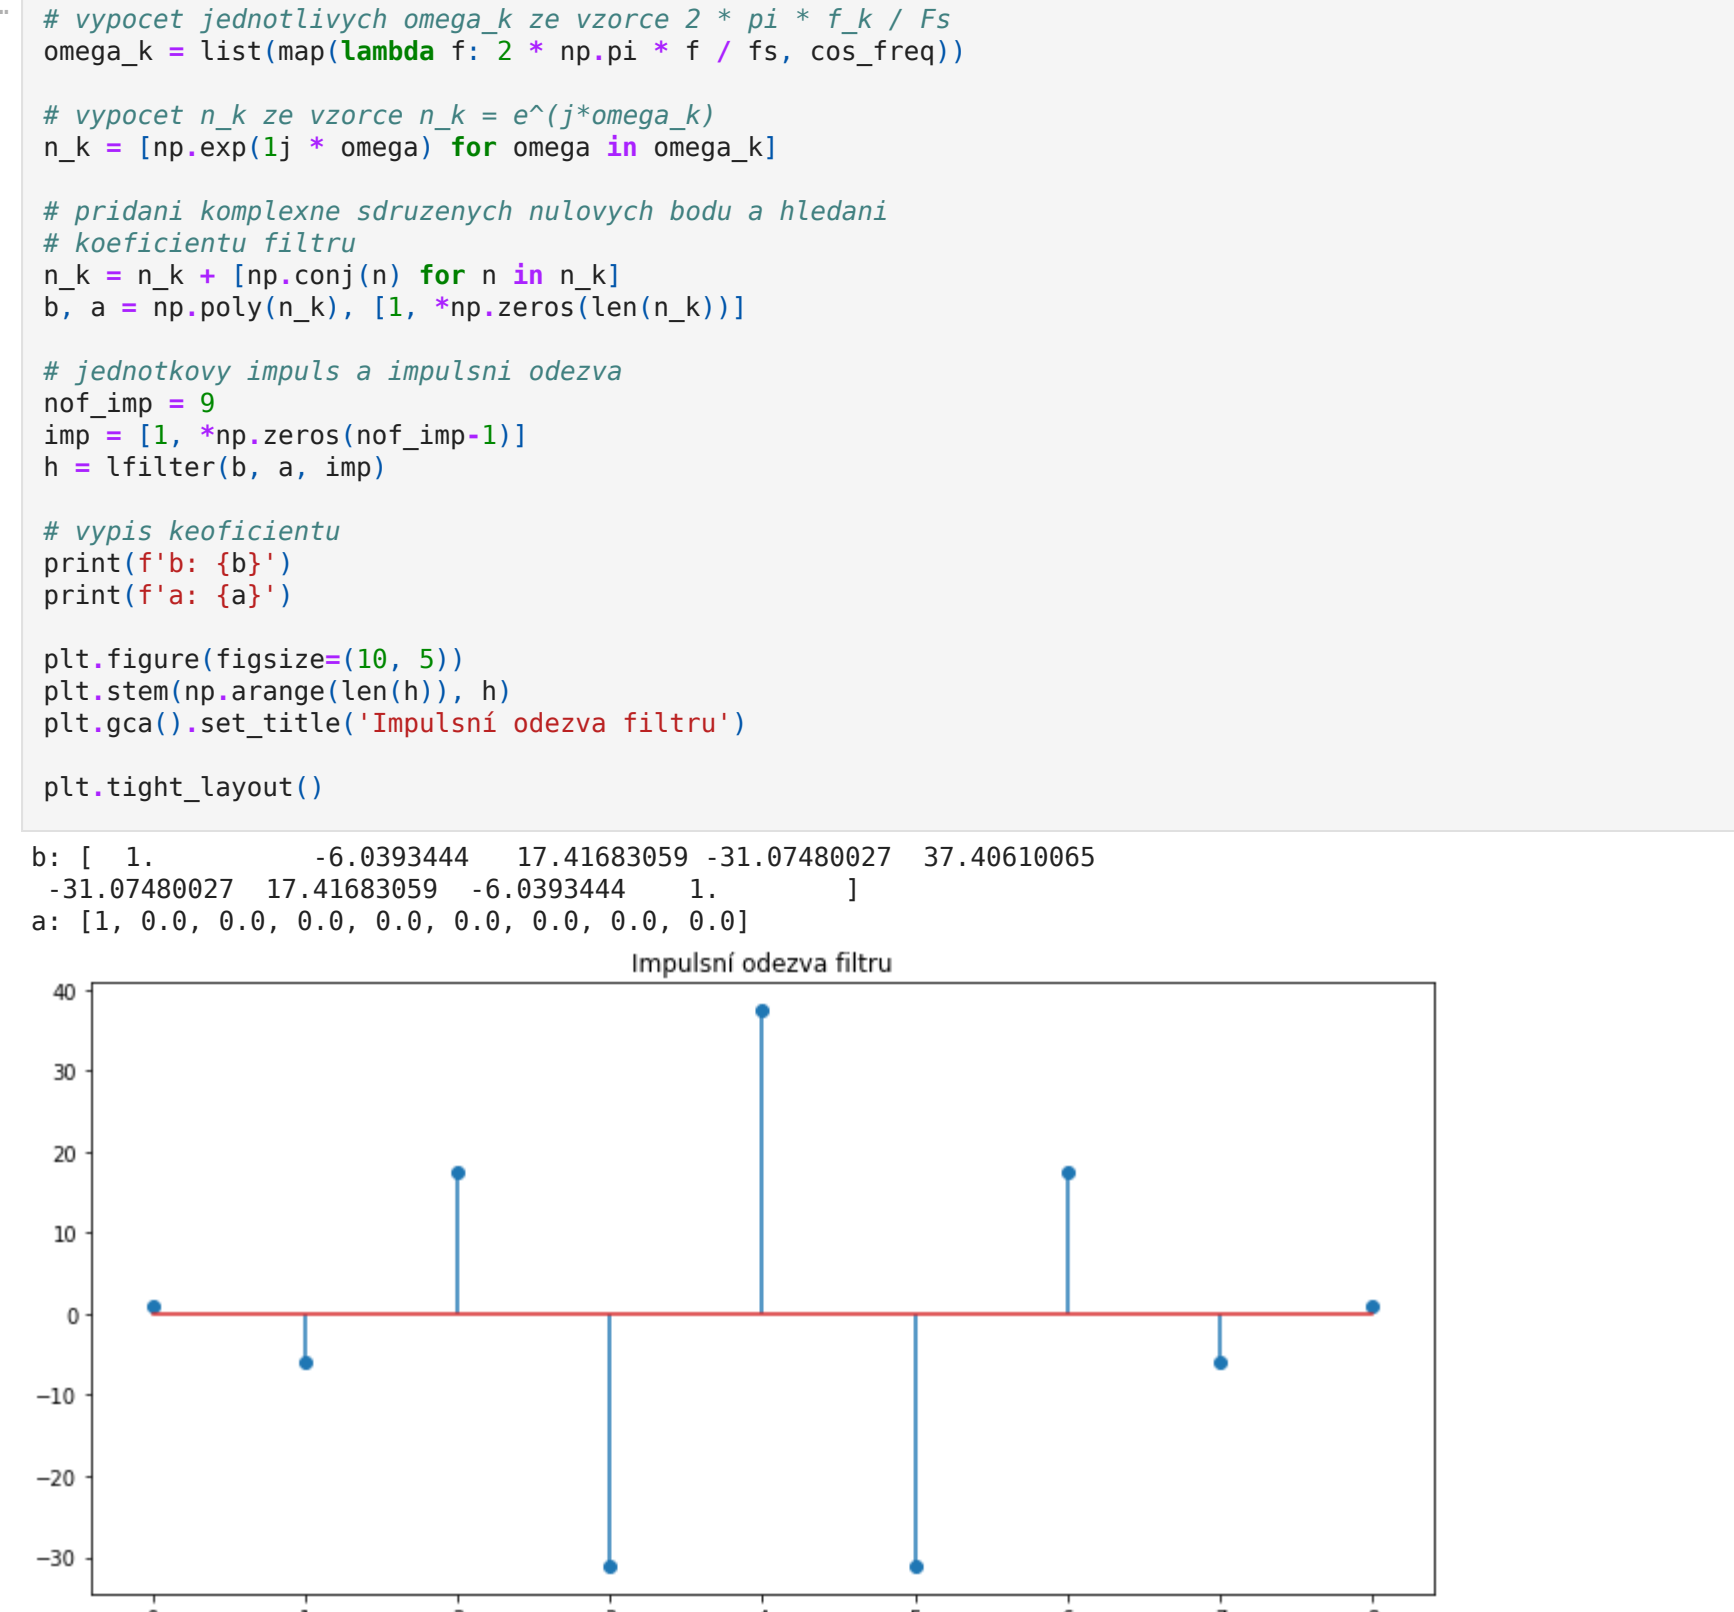 # vypocet jednotlivych omega_k ze vzorce 2 * pi * f_k / Fs
omega_k = list(map(lambda f: 2 * np.pi * f / fs, cos_freq))
# vypocet n_k ze vzorce n_k = e^(j*omega_k)
n_k = [np.exp(1j * omega) for omega in omega_k]
# pridani komplexne sdruzenych nulovych bodu a hledani
# koeficientu filtru
n_k = n_k + [np.conj(n) for n in n_k]
b, a = np.poly(n_k), [1, *np.zeros(len(n_k))]
# jednotkovy impuls a impulsni odezva
nof_imp = 9
imp = [1, *np.zeros(nof_imp-1)]
h = lfilter(b, a, imp)
# vypis keoficientu
print(f'b: {b}')
print(f'a: {a}')
plt.figure(figsize=(10, 5))
plt.stem(np.arange(len(h)), h)
plt.gca().set_title('Impulsní odezva filtru')
plt.tight_layout()
b: [  1.          -6.0393444   17.41683059 -31.07480027  37.40610065
 -31.07480027  17.41683059  -6.0393444    1.        ]
a: [1, 0.0, 0.0, 0.0, 0.0, 0.0, 0.0, 0.0, 0.0]
Impulsní odezva filtru
40
30
20
10
0
−10
−20
−30